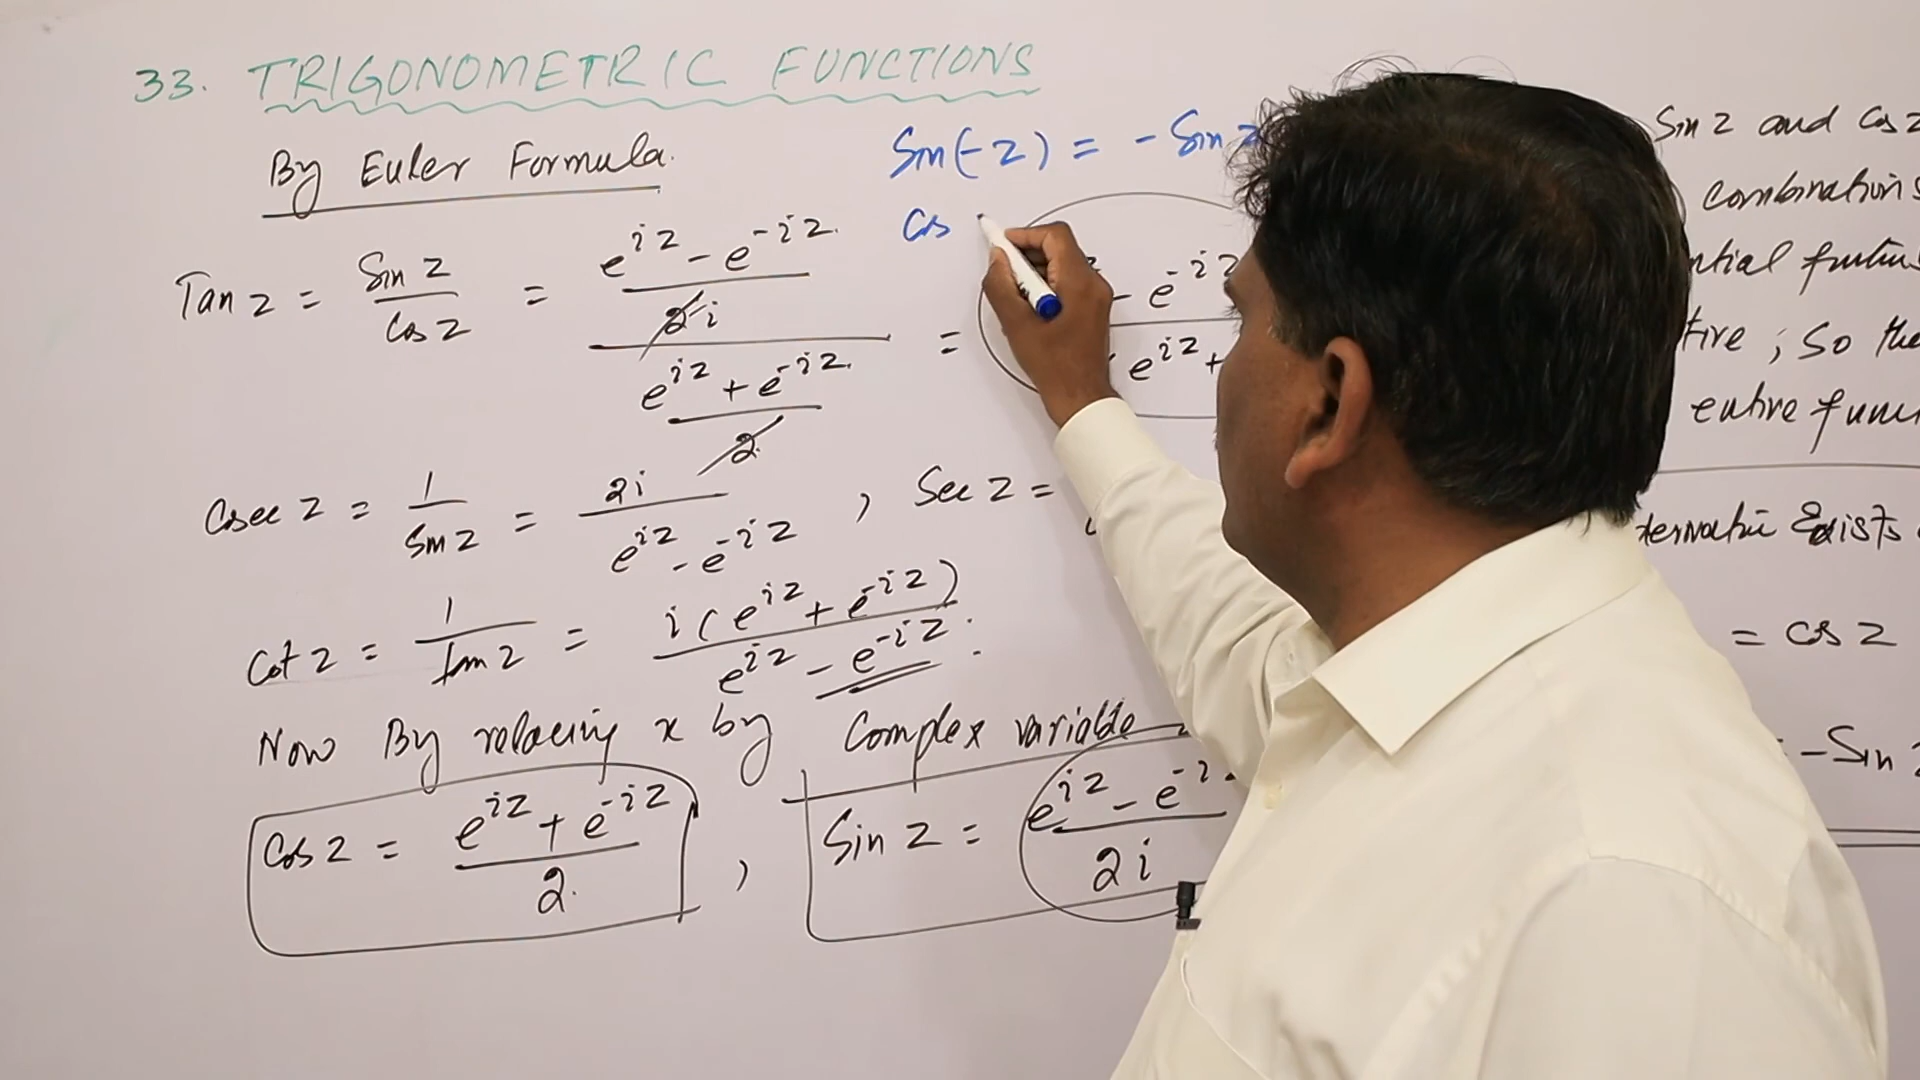 33. TRIGONOMETRIC FUNCTIONS
By Euler Formula.
Sin(-z) = - Sin z
Cos
Tan z = Sin z / Cos z = (e^{iz} - e^{-iz} / 2i) / (e^{iz} + e^{-iz} / 2) =
- e^{-iz}
e^{iz} +
Cosec z = 1 / Sin z = 2i / e^{iz} - e^{-iz} , Sec z =
Cot z = 1 / tan z = i(e^{iz} + e^{-iz}) / e^{iz} - e^{-iz} .
Now By relacing x by Complex variable
Cos z = e^{iz} + e^{-iz} / 2 , Sin z = e^{iz} - e^{-iz} / 2i
Sin z and Cos z
combinations
ntial
tive ; So the
entire func
Exists
= Cos z
= -Sin z